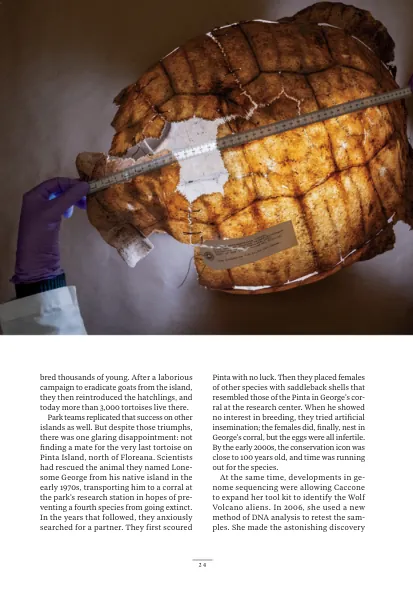 bred thousands of young. After a laborious
campaign to eradicate goats from the island,
they then reintroduced the hatchlings, and
today more than 3,000 tortoises live there.
Park teams replicated that success on other
islands as well. But despite those triumphs,
there was one glaring disappointment: not
finding a mate for the very last tortoise on
Pinta Island, north of Floreana. Scientists
had rescued the animal they named Lone-
some George from his native island in the
early 1970s, transporting him to a corral at
the park's research station in hopes of pre-
venting a fourth species from going extinct.
In the years that followed, they anxiously
searched for a partner. They first scoured
Pinta with no luck. Then they placed females
of other species with saddleback shells that
resembled those of the Pinta in George's cor-
ral at the research center. When he showed
no interest in breeding, they tried artificial
insemination; the females did, finally, nest in
George's corral, but the eggs were all infertile.
By the early 2000s, the conservation icon was
close to 100 years old, and time was running
out for the species.
At the same time, developments in ge-
nome sequencing were allowing Caccone
to expand her tool kit to identify the Wolf
Volcano aliens. In 2006, she used a new
method of DNA analysis to retest the sam-
ples. She made the astonishing discovery
24